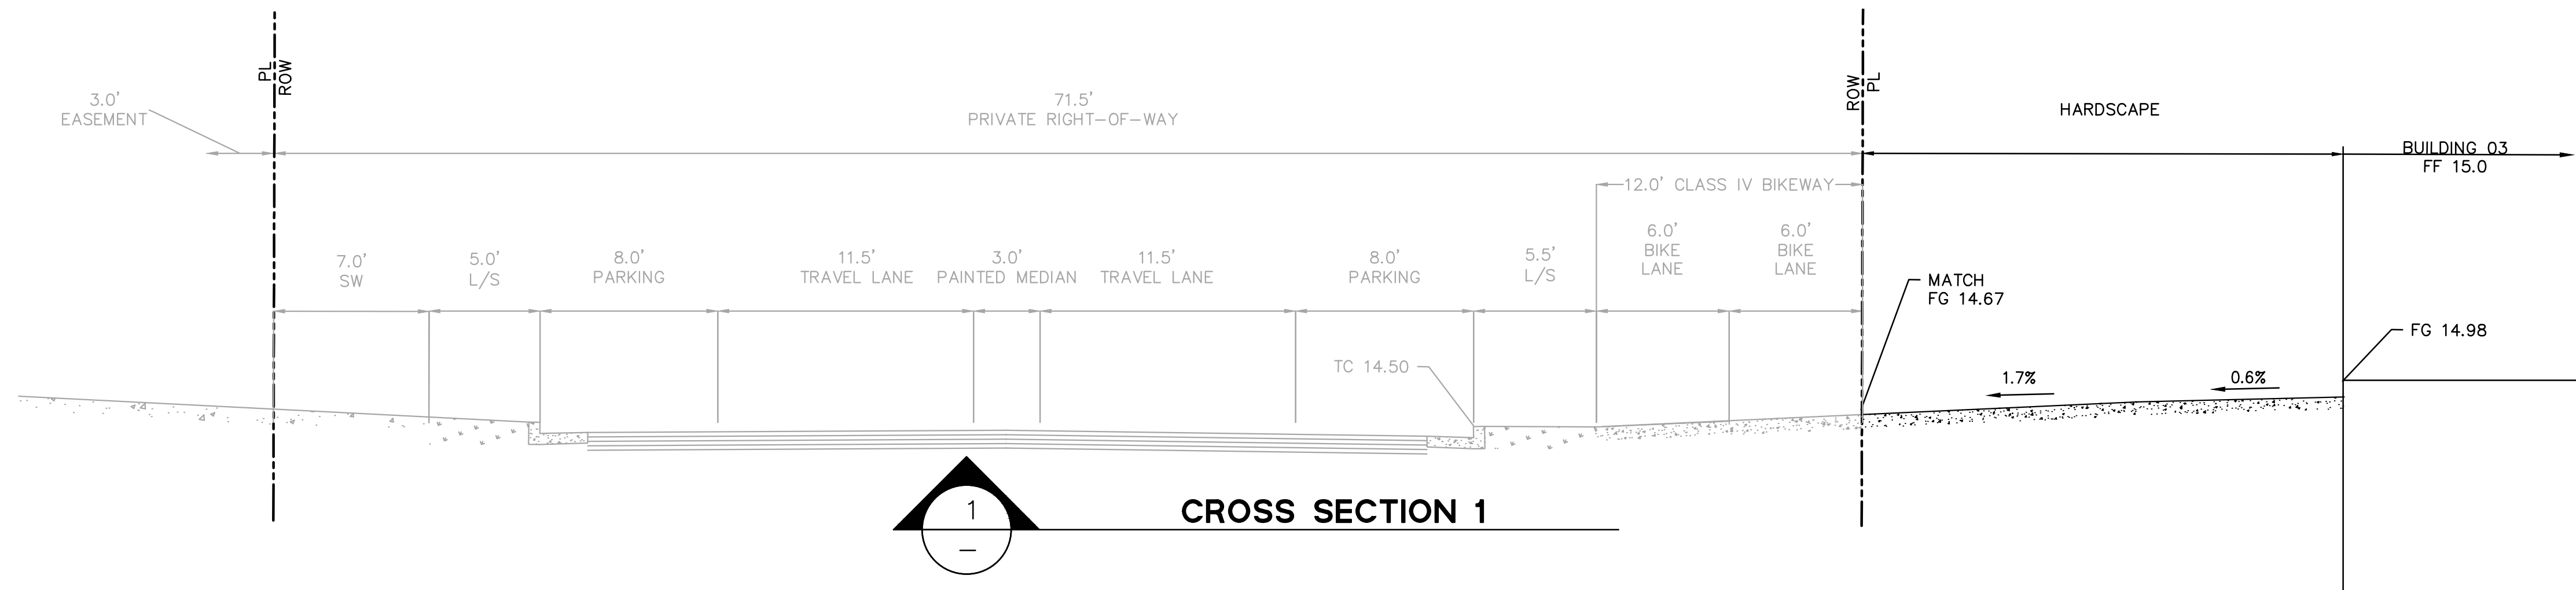 PL
ROW
ROW
PL
3.0'
EASEMENT
71.5'
PRIVATE RIGHT-OF-WAY
HARDSCAPE
BUILDING 03
FF 15.0
12.0' CLASS IV BIKEWAY
7.0'
SW
5.0'
L/S
8.0'
PARKING
11.5'
TRAVEL LANE
3.0'
PAINTED MEDIAN
11.5'
TRAVEL LANE
8.0'
PARKING
5.5'
L/S
6.0'
BIKE
LANE
6.0'
BIKE
LANE
MATCH
FG 14.67
FG 14.98
TC 14.50
1.7%
0.6%
1
–
CROSS SECTION 1